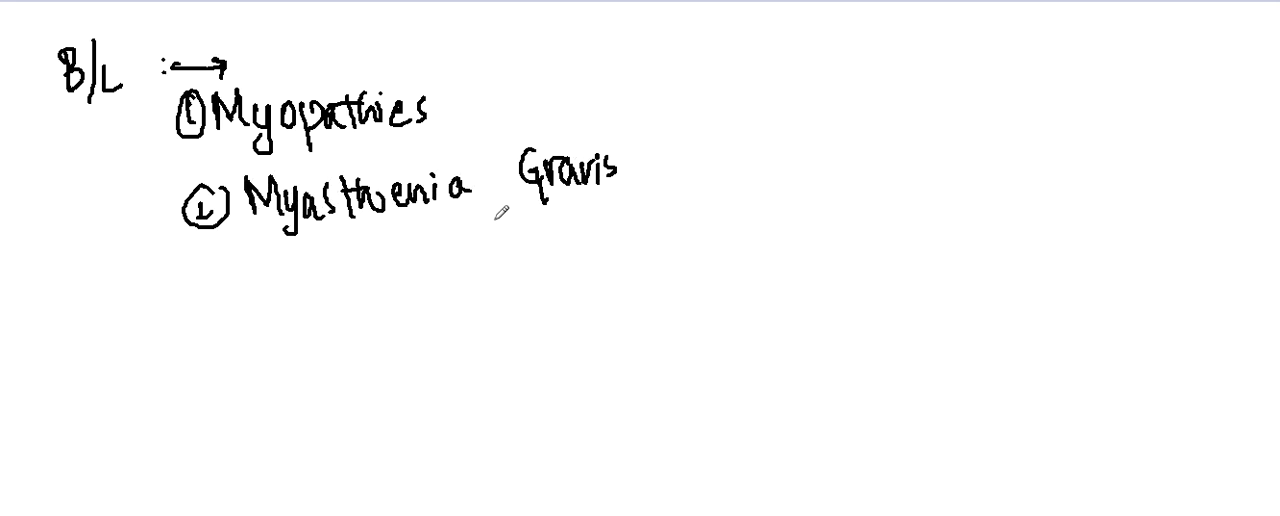 B/L :→
① Myopathies
② Myasthenia Gravis